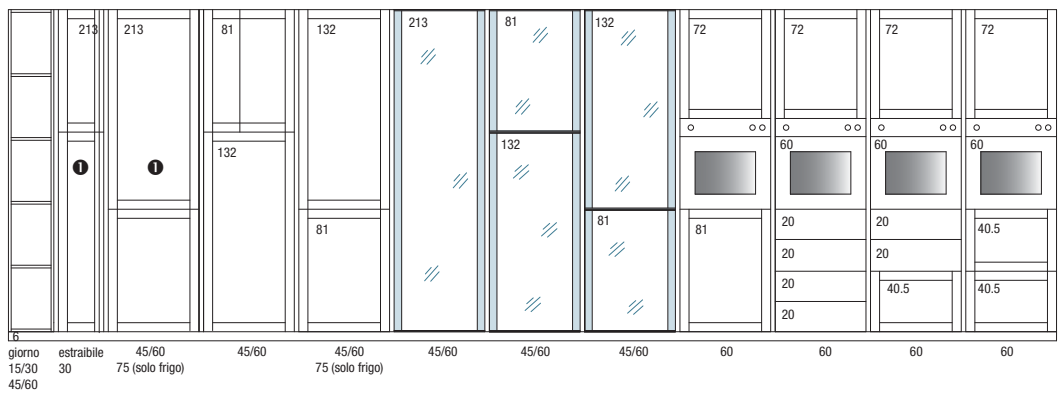 213 213 81 132 213 81 132 72 72 72 72
60 60 60
132 132
❶ ❶
81 81 81 20 20 40.5
20 20
20 40.5 40.5
20
6
giorno estraibile 45/60 45/60 45/60 45/60 45/60 45/60 60 60 60 60
15/30 30 75 (solo frigo) 75 (solo frigo)
45/60